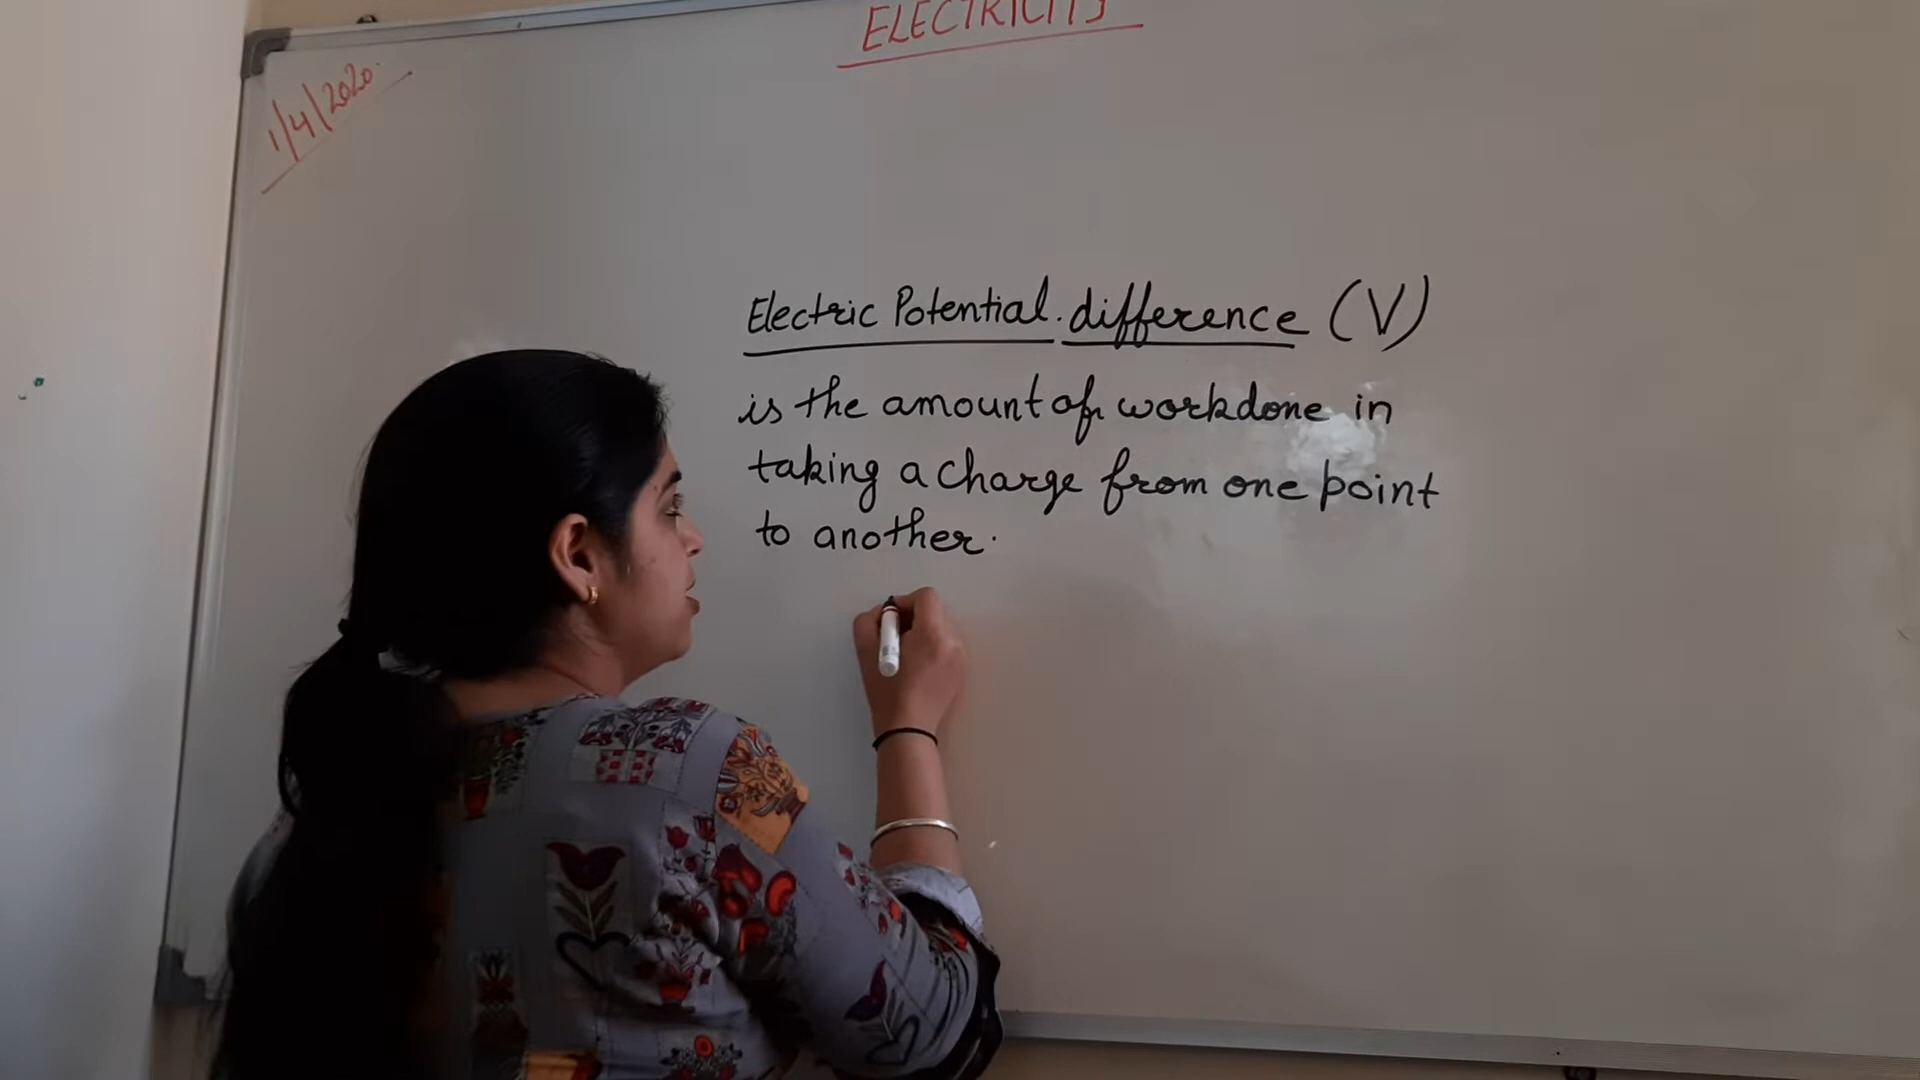 ELECTRICITY
1/4/2020.
Electric Potential. difference (V)
is the amount of workdone in
taking a charge from one point
to another.